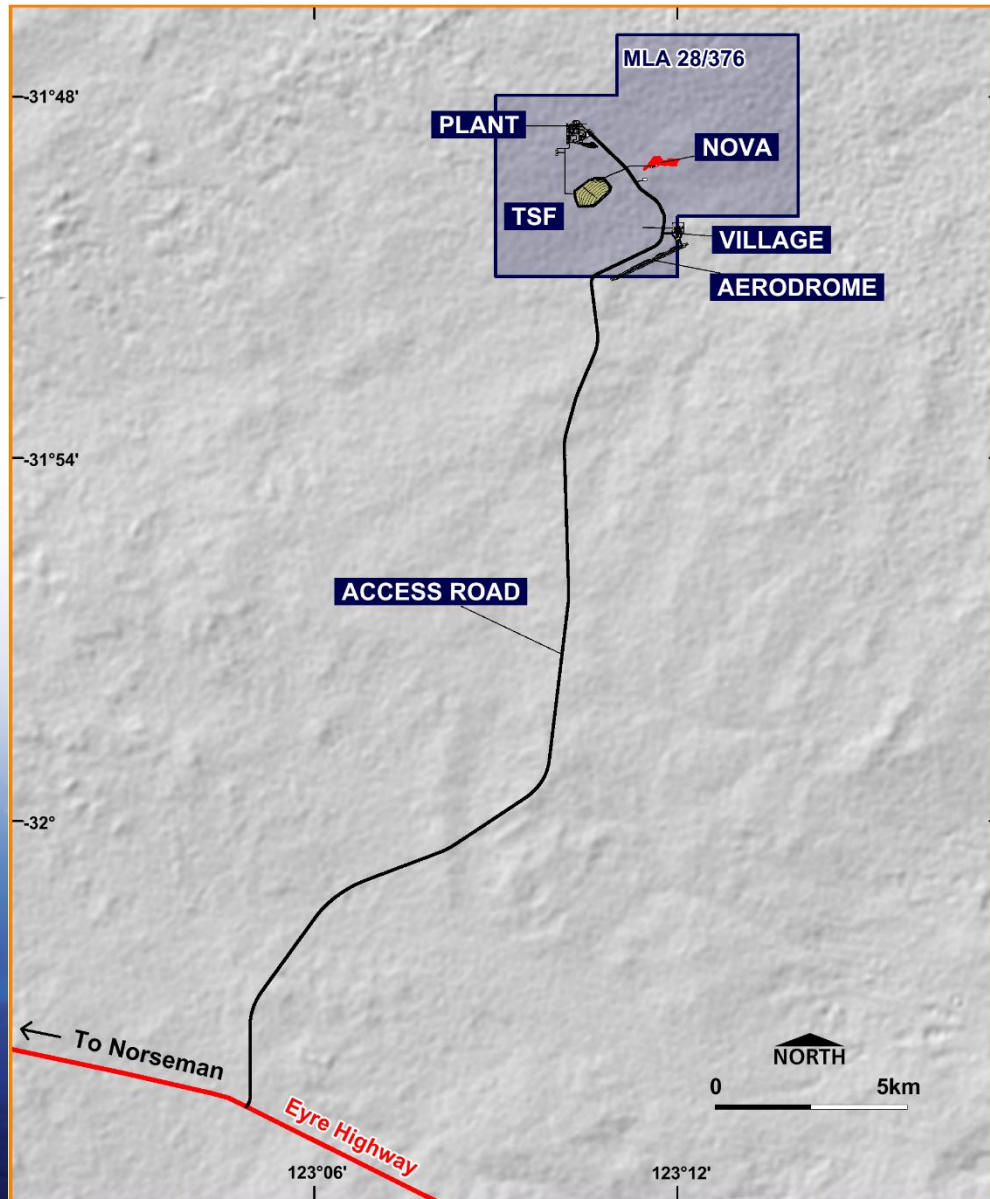 MLA 28/376
-31°48'
PLANT
NOVA
TSF
VILLAGE
AERODROME
-31°54'
ACCESS ROAD
-32°
To Norseman
Eyre Highway
NORTH
0 5km
123°06' 123°12'